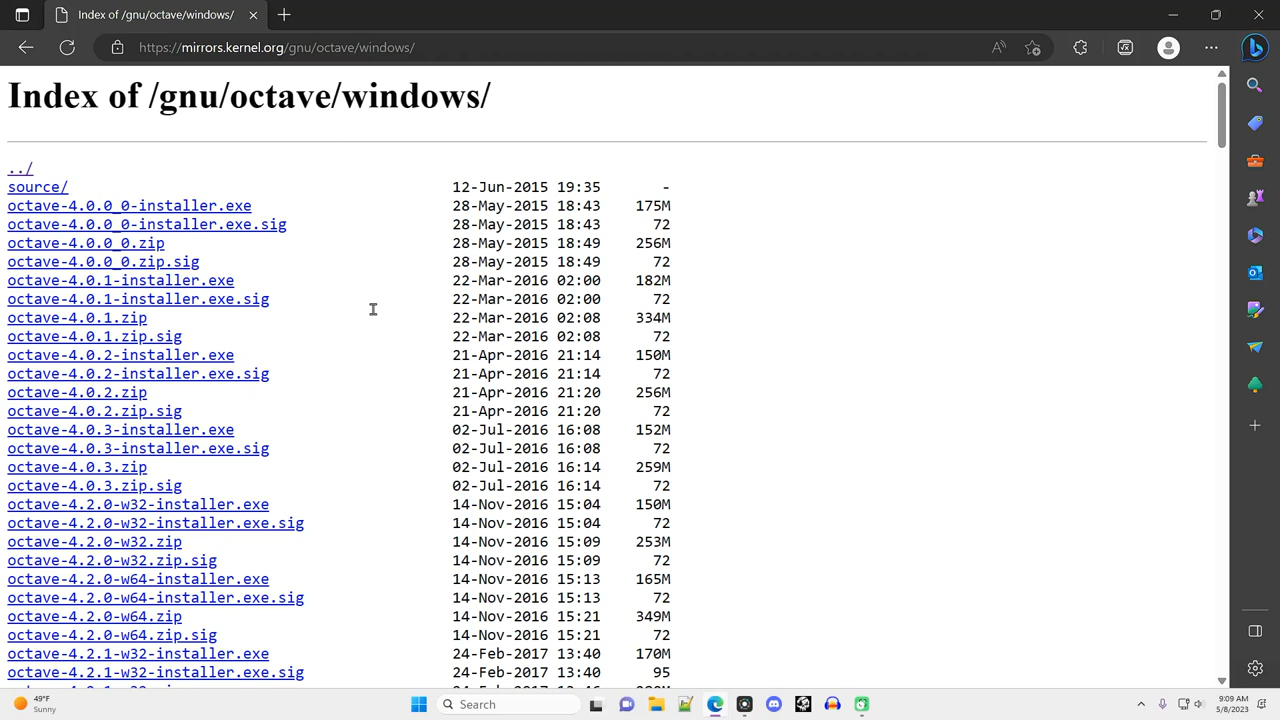 Index of /gnu/octave/windows/
https://mirrors.kernel.org/gnu/octave/windows/
Index of /gnu/octave/windows/
../
source/ 12-Jun-2015 19:35 -
octave-4.0.0_0-installer.exe 28-May-2015 18:43 175M
octave-4.0.0_0-installer.exe.sig 28-May-2015 18:43 72
octave-4.0.0_0.zip 28-May-2015 18:49 256M
octave-4.0.0_0.zip.sig 28-May-2015 18:49 72
octave-4.0.1-installer.exe 22-Mar-2016 02:00 182M
octave-4.0.1-installer.exe.sig 22-Mar-2016 02:00 72
octave-4.0.1.zip 22-Mar-2016 02:08 334M
octave-4.0.1.zip.sig 22-Mar-2016 02:08 72
octave-4.0.2-installer.exe 21-Apr-2016 21:14 150M
octave-4.0.2-installer.exe.sig 21-Apr-2016 21:14 72
octave-4.0.2.zip 21-Apr-2016 21:20 256M
octave-4.0.2.zip.sig 21-Apr-2016 21:20 72
octave-4.0.3-installer.exe 02-Jul-2016 16:08 152M
octave-4.0.3-installer.exe.sig 02-Jul-2016 16:08 72
octave-4.0.3.zip 02-Jul-2016 16:14 259M
octave-4.0.3.zip.sig 02-Jul-2016 16:14 72
octave-4.2.0-w32-installer.exe 14-Nov-2016 15:04 150M
octave-4.2.0-w32-installer.exe.sig 14-Nov-2016 15:04 72
octave-4.2.0-w32.zip 14-Nov-2016 15:09 253M
octave-4.2.0-w32.zip.sig 14-Nov-2016 15:09 72
octave-4.2.0-w64-installer.exe 14-Nov-2016 15:13 165M
octave-4.2.0-w64-installer.exe.sig 14-Nov-2016 15:13 72
octave-4.2.0-w64.zip 14-Nov-2016 15:21 349M
octave-4.2.0-w64.zip.sig 14-Nov-2016 15:21 72
octave-4.2.1-w32-installer.exe 24-Feb-2017 13:40 170M
octave-4.2.1-w32-installer.exe.sig 24-Feb-2017 13:40 95
49°F
Sunny
Search
9:09 AM
5/8/2023